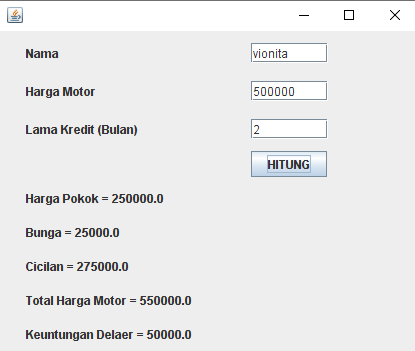 Nama vionita
Harga Motor 500000
Lama Kredit (Bulan) 2
HITUNG
Harga Pokok = 250000.0
Bunga = 25000.0
Cicilan = 275000.0
Total Harga Motor = 550000.0
Keuntungan Delaer = 50000.0